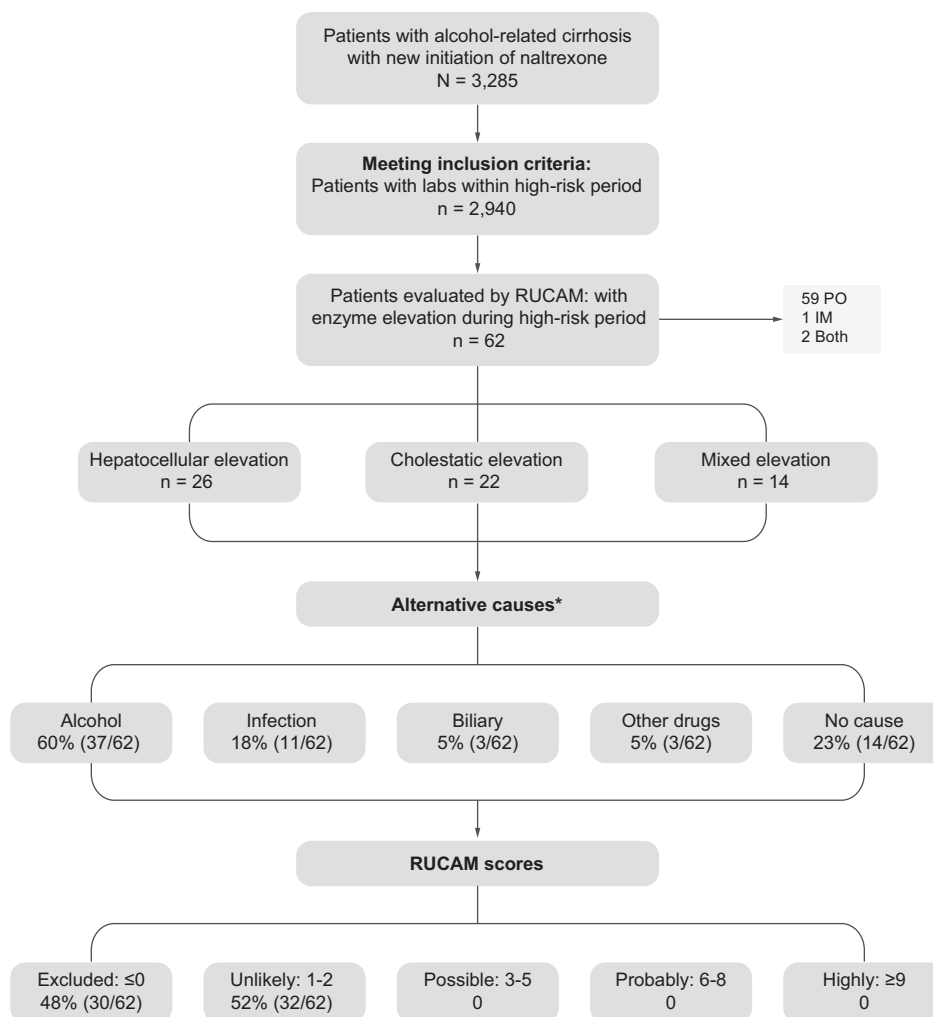 Patients with alcohol-related cirrhosis
with new initiation of naltrexone
N = 3,285
Meeting inclusion criteria:
Patients with labs within high-risk period
n = 2,940
Patients evaluated by RUCAM: with
enzyme elevation during high-risk period
n = 62
59 PO
1 IM
2 Both
Hepatocellular elevation
n = 26
Cholestatic elevation
n = 22
Mixed elevation
n = 14
Alternative causes*
Alcohol
60% (37/62)
Infection
18% (11/62)
Biliary
5% (3/62)
Other drugs
5% (3/62)
No cause
23% (14/62)
RUCAM scores
Excluded: ≤0
48% (30/62)
Unlikely: 1-2
52% (32/62)
Possible: 3-5
0
Probably: 6-8
0
Highly: ≥9
0